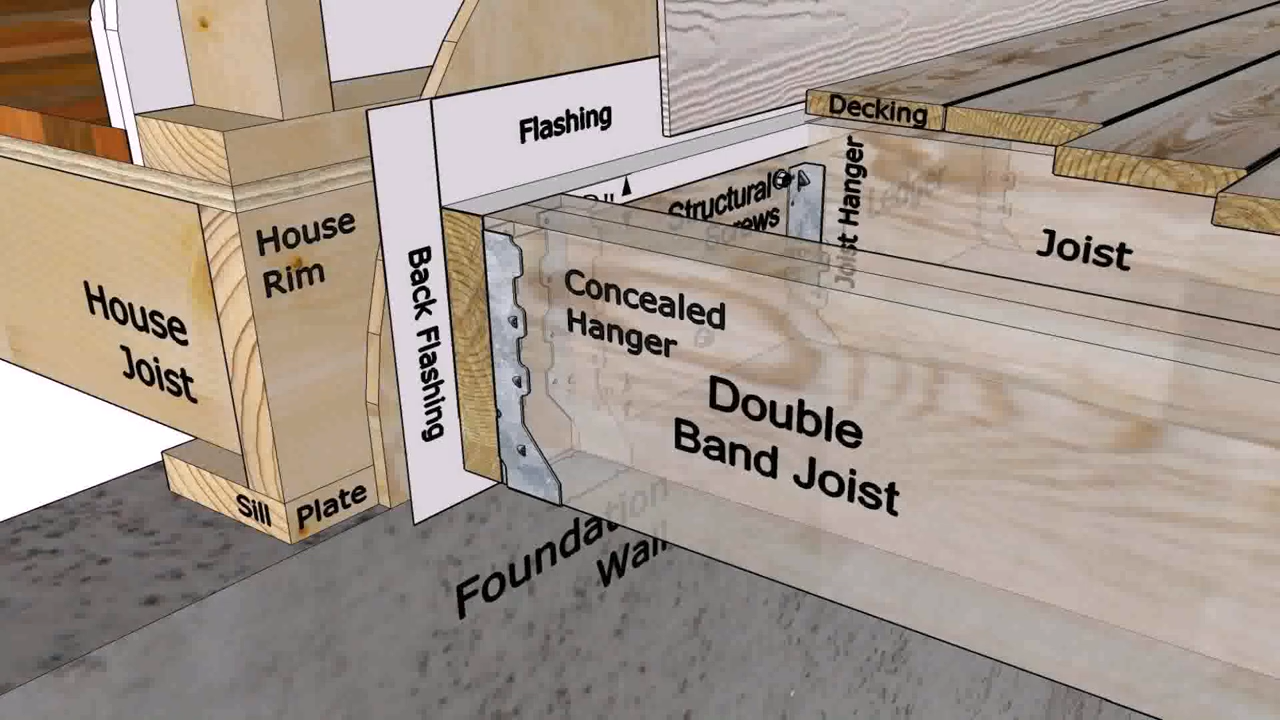 Decking
Flashing
Joist Hanger
Structural
Ledger
House
Rim
Joist
Back Flashing
Concealed
Hanger
House
Joist
Double
Band Joist
Sill Plate
Foundation
Wall